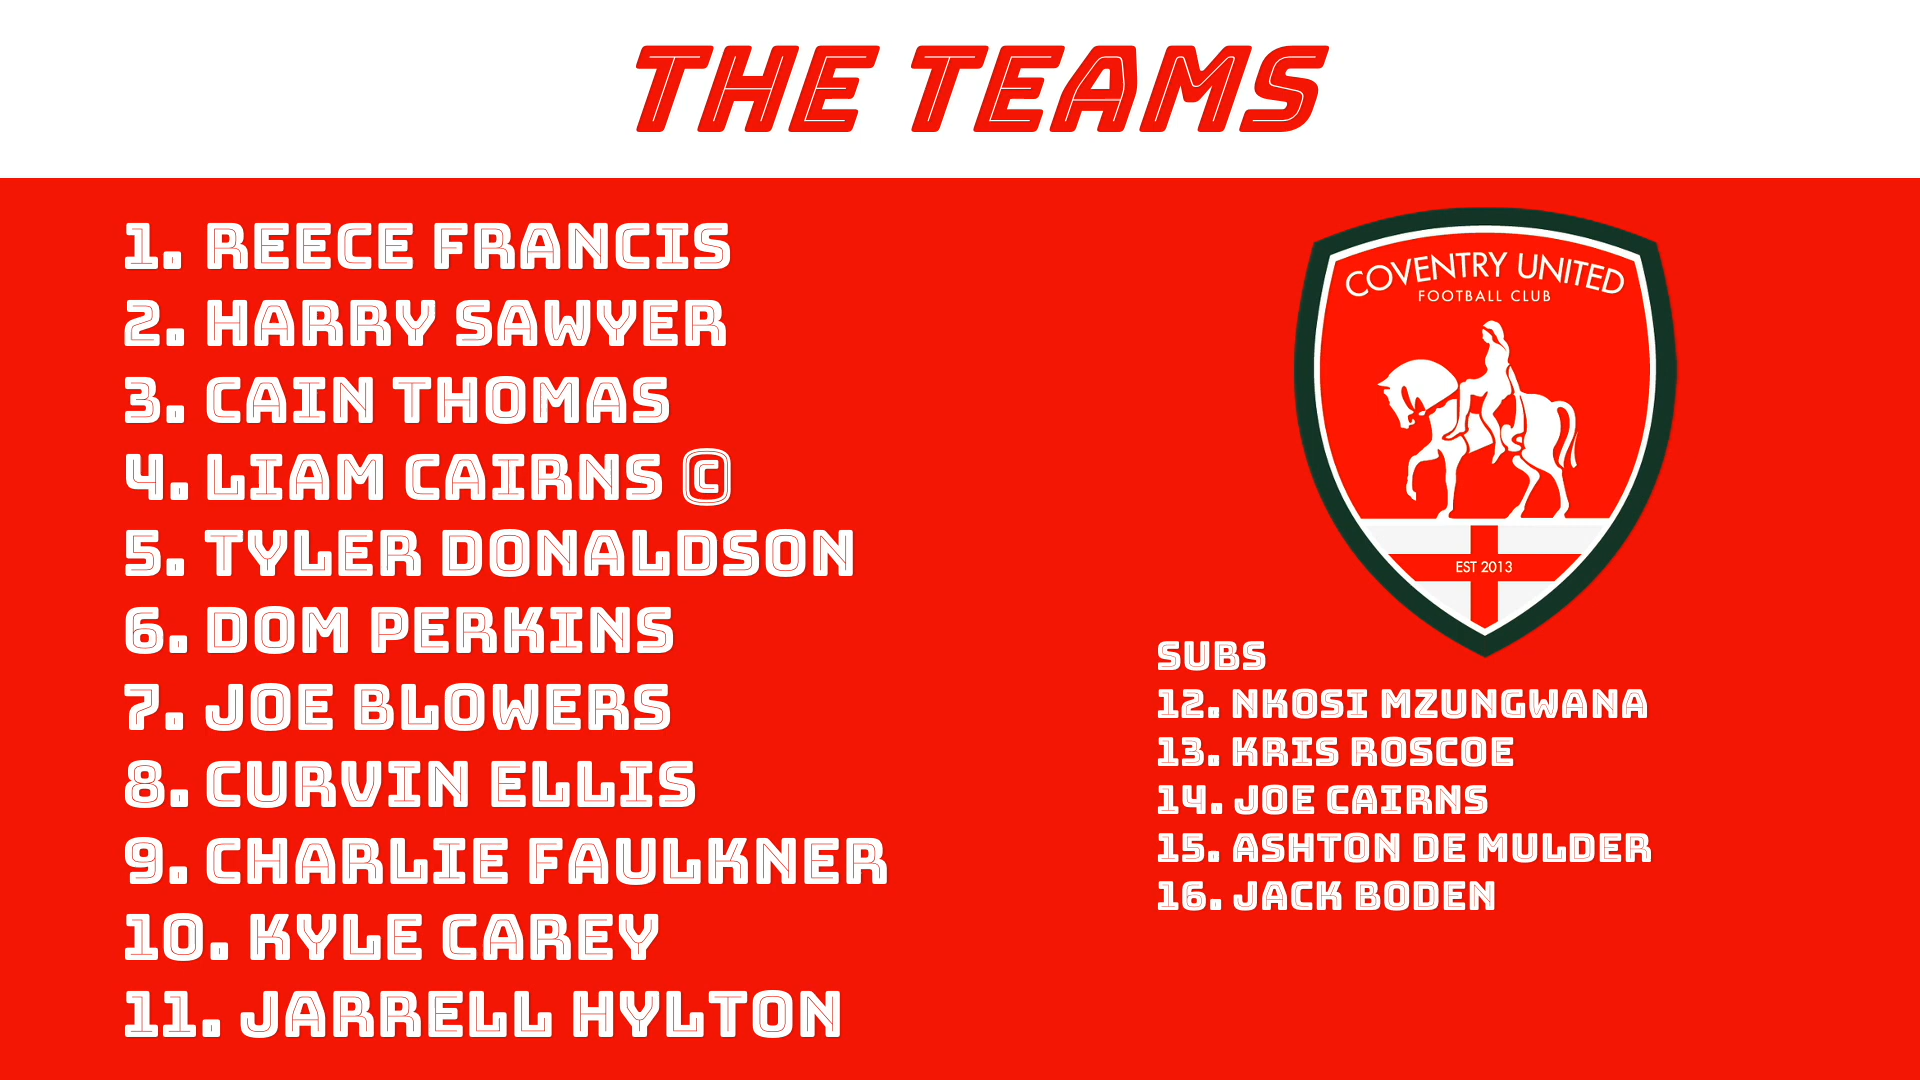 THE TEAMS
1. REECE FRANCIS
2. HARRY SAWYER
3. CAIN THOMAS
4. LIAM CAIRNS ©
5. TYLER DONALDSON
6. DOM PERKINS
7. JOE BLOWERS
8. CURVIN ELLIS
9. CHARLIE FAULKNER
10. KYLE CAREY
11. JARRELL HYLTON
COVENTRY UNITED
FOOTBALL CLUB
EST 2013
SUBS
12. NKOSI MZUNGWANA
13. KRIS ROSCOE
14. JOE CAIRNS
15. ASHTON DE MULDER
16. JACK BODEN